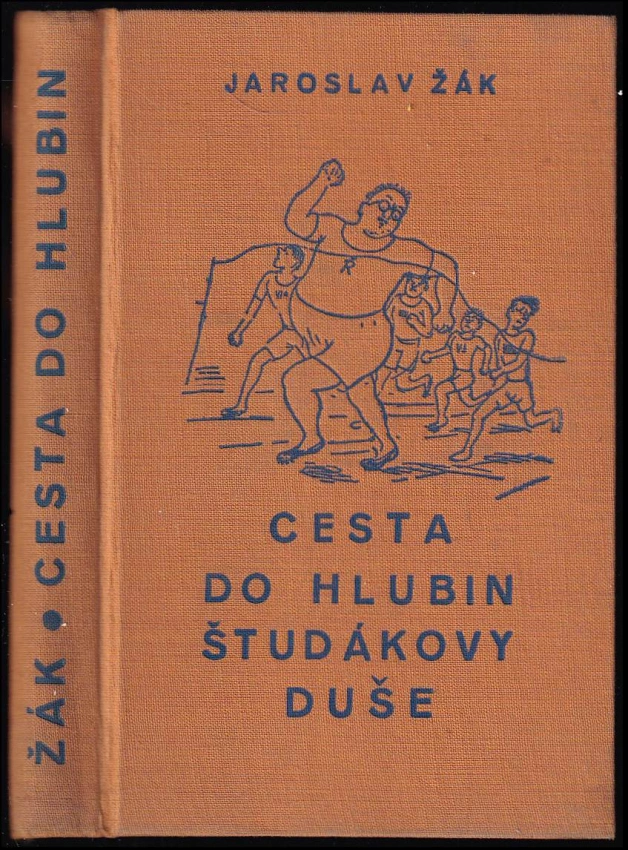 ŽÁK • CESTA DO HLUBIN
JAROSLAV ŽÁK
R
CESTA
DO HLUBIN
ŠTUDÁKOVY
DUŠE